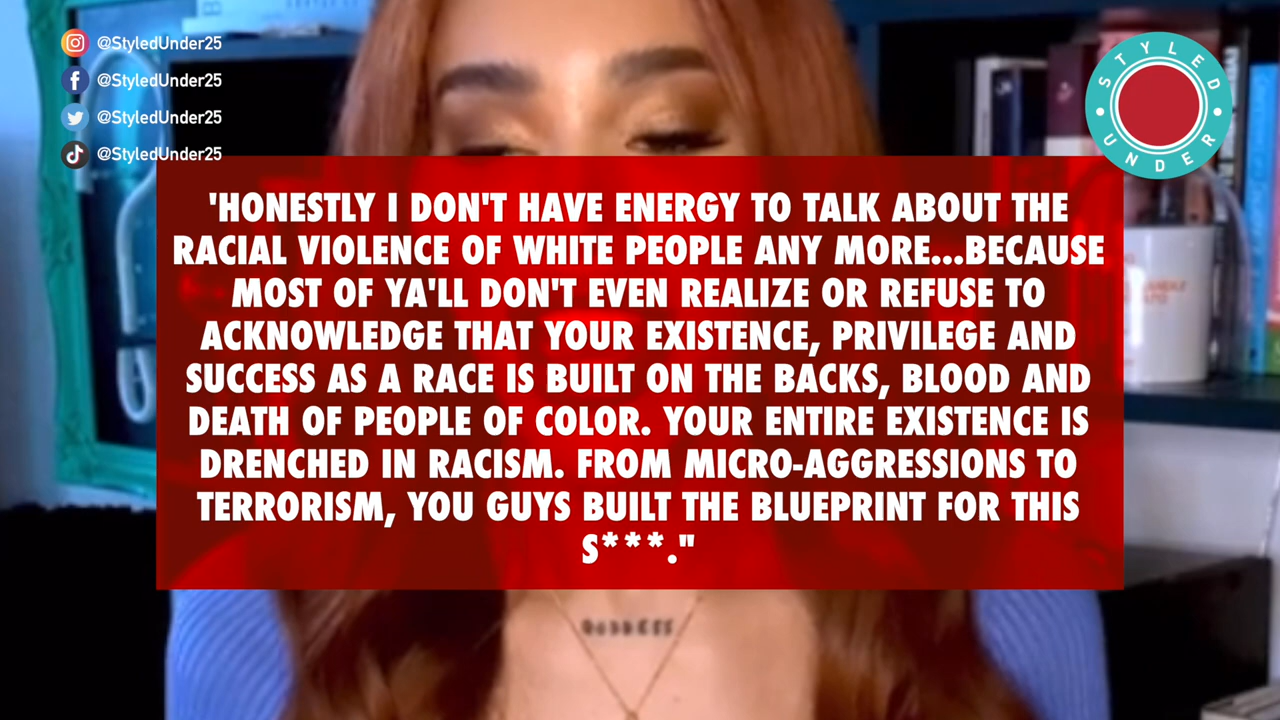 @StyledUnder25
@StyledUnder25
@StyledUnder25
@StyledUnder25
STYLED
UNDER
'HONESTLY I DON'T HAVE ENERGY TO TALK ABOUT THE
RACIAL VIOLENCE OF WHITE PEOPLE ANY MORE...BECAUSE
MOST OF YA'LL DON'T EVEN REALIZE OR REFUSE TO
ACKNOWLEDGE THAT YOUR EXISTENCE, PRIVILEGE AND
SUCCESS AS A RACE IS BUILT ON THE BACKS, BLOOD AND
DEATH OF PEOPLE OF COLOR. YOUR ENTIRE EXISTENCE IS
DRENCHED IN RACISM. FROM MICRO-AGGRESSIONS TO
TERRORISM, YOU GUYS BUILT THE BLUEPRINT FOR THIS
S***."